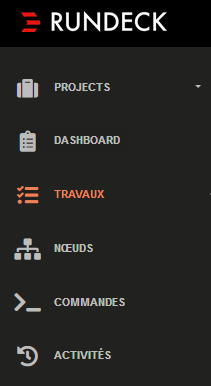 RUNDECK
PROJECTS
DASHBOARD
TRAVAUX
NŒUDS
COMMANDES
ACTIVITÉS